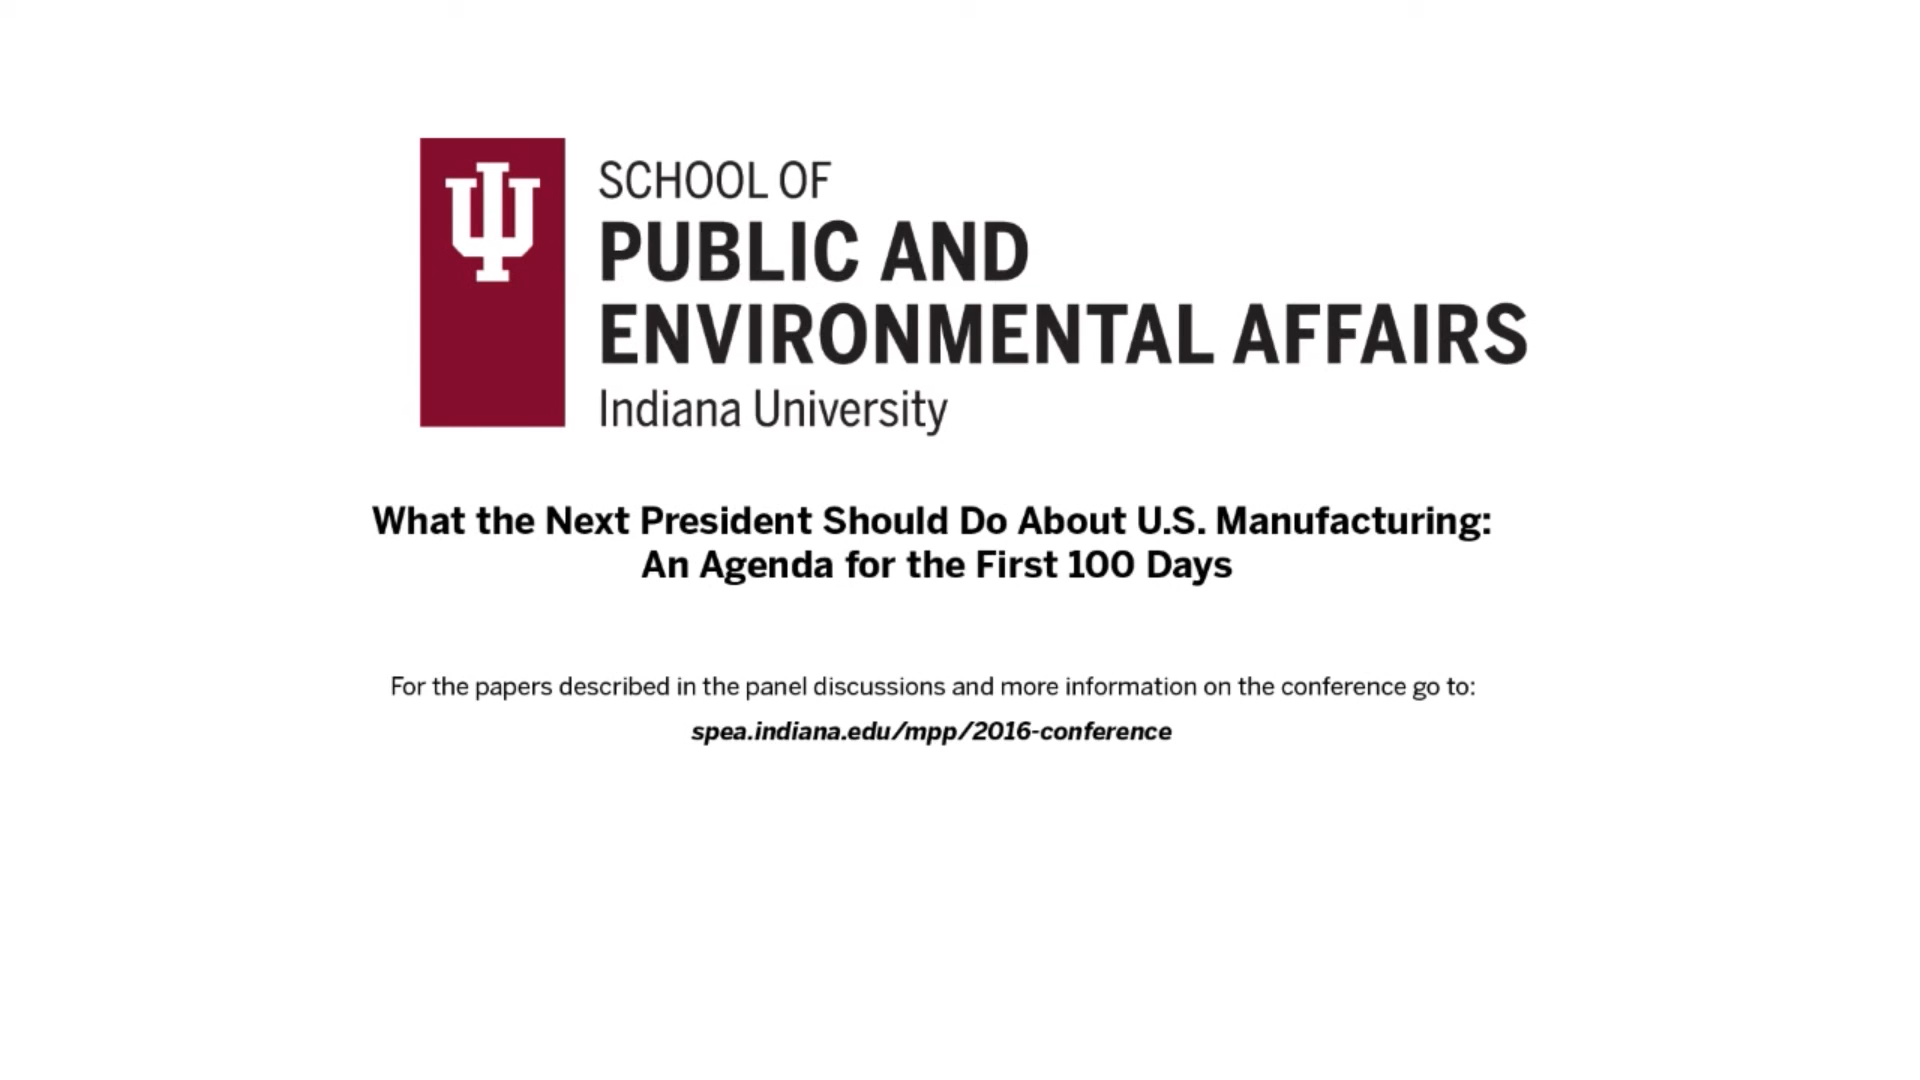 SCHOOL OF
PUBLIC AND
ENVIRONMENTAL AFFAIRS
Indiana University
What the Next President Should Do About U.S. Manufacturing:
An Agenda for the First 100 Days
For the papers described in the panel discussions and more information on the conference go to:
spea.indiana.edu/mpp/2016-conference